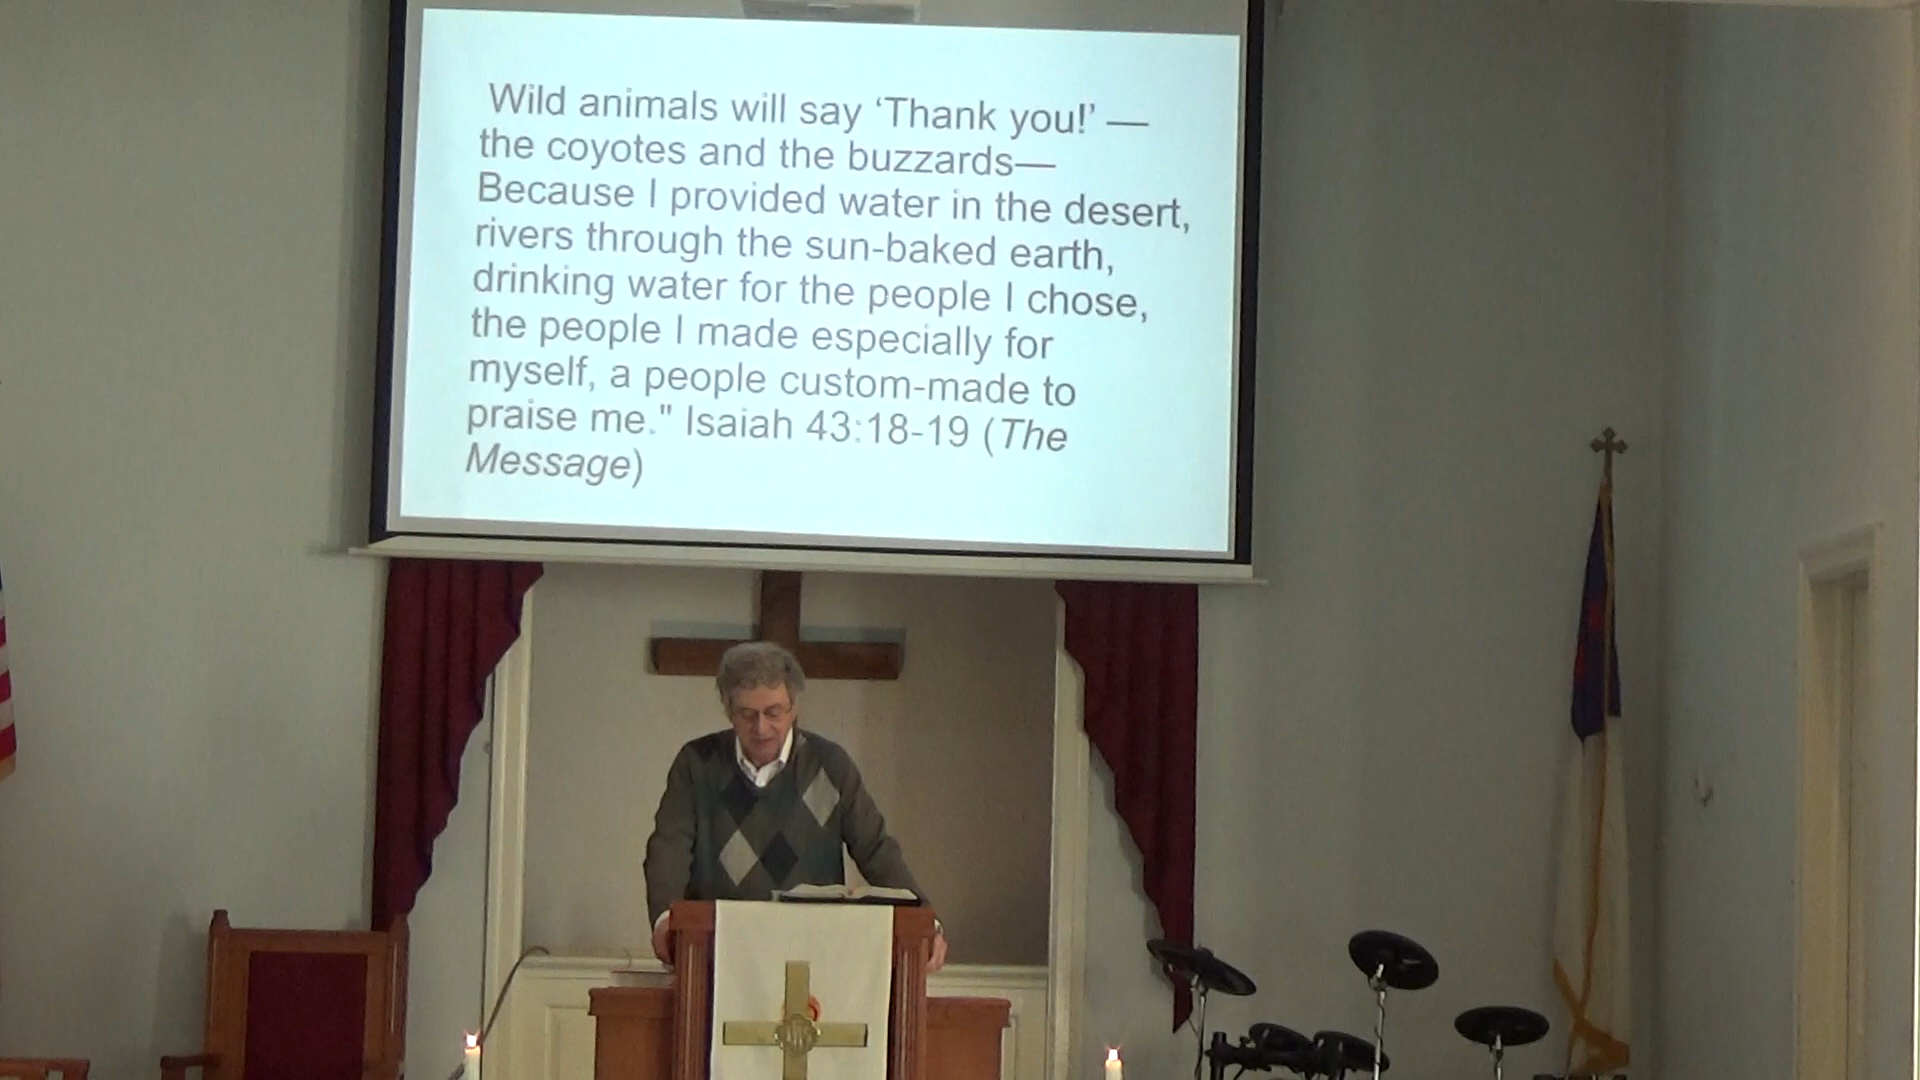 Wild animals will say ‘Thank you!’ —
the coyotes and the buzzards—
Because I provided water in the desert,
rivers through the sun-baked earth,
drinking water for the people I chose,
the people I made especially for
myself, a people custom-made to
praise me." Isaiah 43:18-19 (The
Message)